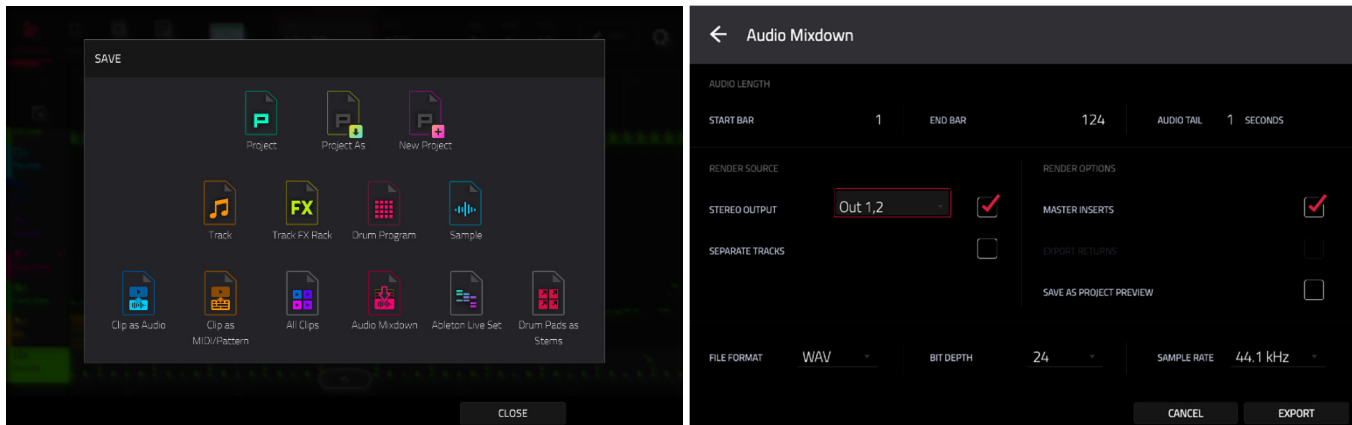 SAVE
Project
Project As
New Project
Track
FX
Track FX Rack
Drum Program
Sample
Clip as Audio
Clip as
MIDI/Pattern
All Clips
Audio Mixdown
Ableton Live Set
Drum Pads as
Stems
CLOSE
Audio Mixdown
AUDIO LENGTH
START BAR 1 END BAR 124 AUDIO TAIL 1 SECONDS
RENDER SOURCE
RENDER OPTIONS
STEREO OUTPUT Out 1,2
MASTER INSERTS
SEPARATE TRACKS
EXPORT RETURNS
SAVE AS PROJECT PREVIEW
FILE FORMAT WAV BIT DEPTH 24 SAMPLE RATE 44.1 kHz
CANCEL EXPORT